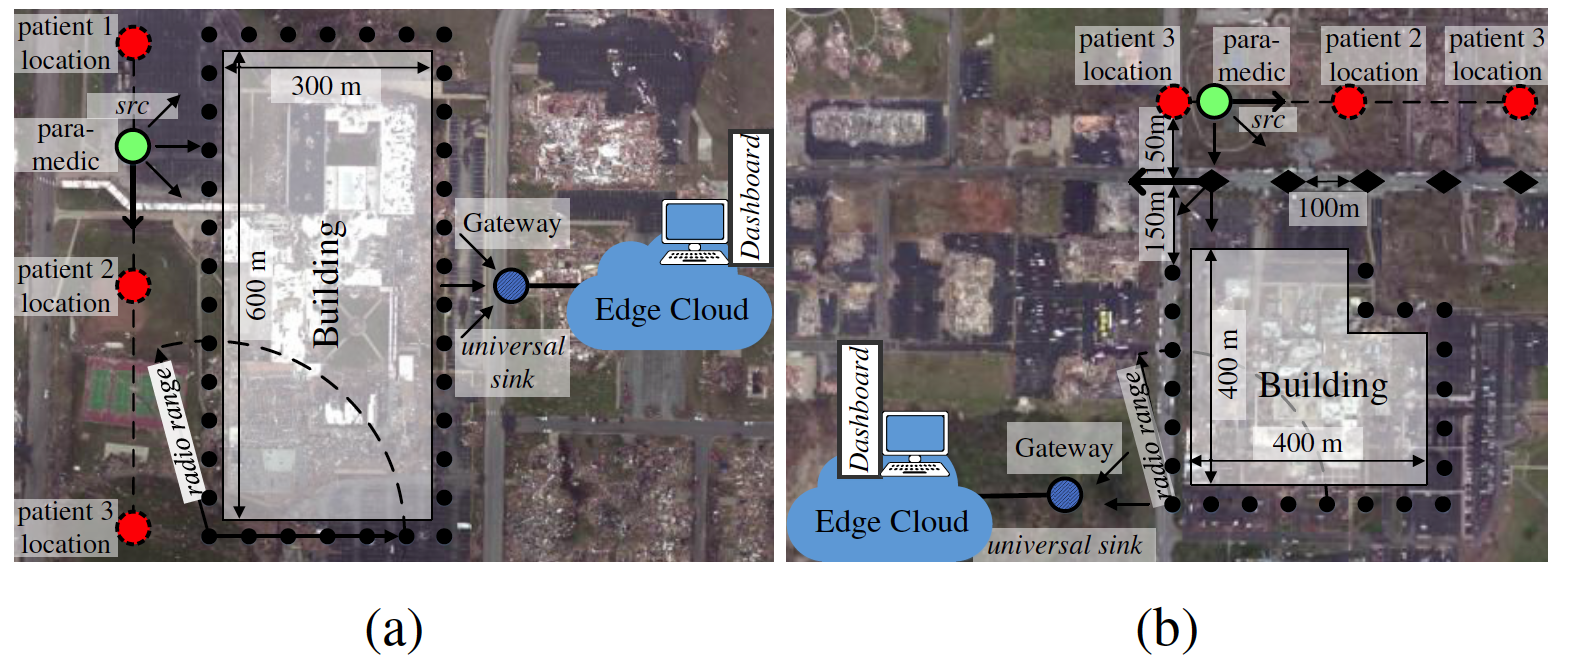 patient 1
location
300 m
src
para-
medic
Gateway
Dashboard
patient 2
location
600 m
Building
Edge Cloud
universal
sink
radio range
patient 3
location
(a)
patient 3
location
para-
medic
patient 2
location
patient 3
location
src
150m
150m
100m
400 m
Building
400 m
Dashboard
radio range
Gateway
Edge Cloud
universal sink
(b)